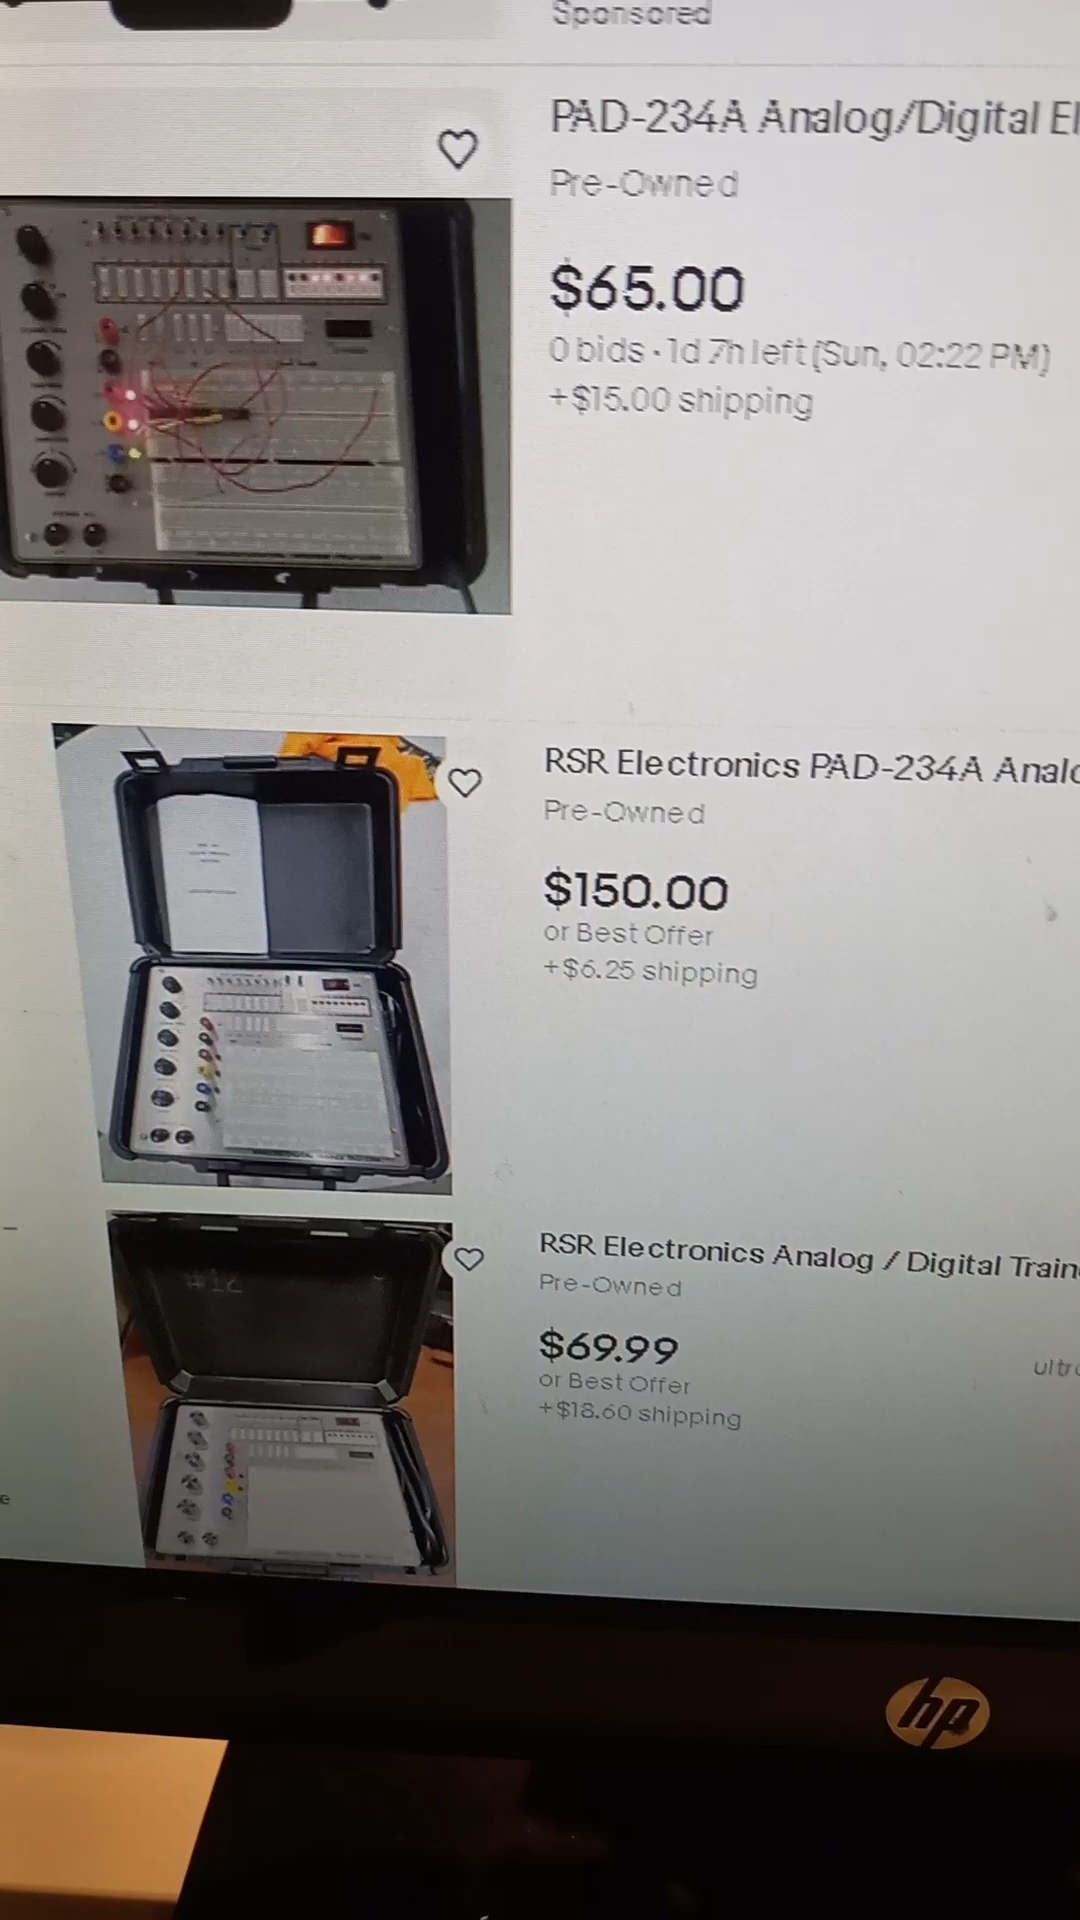 Sponsored
PAD-234A Analog/Digital El
Pre-Owned
$65.00
0 bids · 1d 7h left (Sun, 02:22 PM)
+$15.00 shipping
RSR Electronics PAD-234A Analo
Pre-Owned
$150.00
or Best Offer
+$6.25 shipping
#12
RSR Electronics Analog / Digital Train
Pre-Owned
$69.99
or Best Offer
+$18.60 shipping
ultra
e
hp